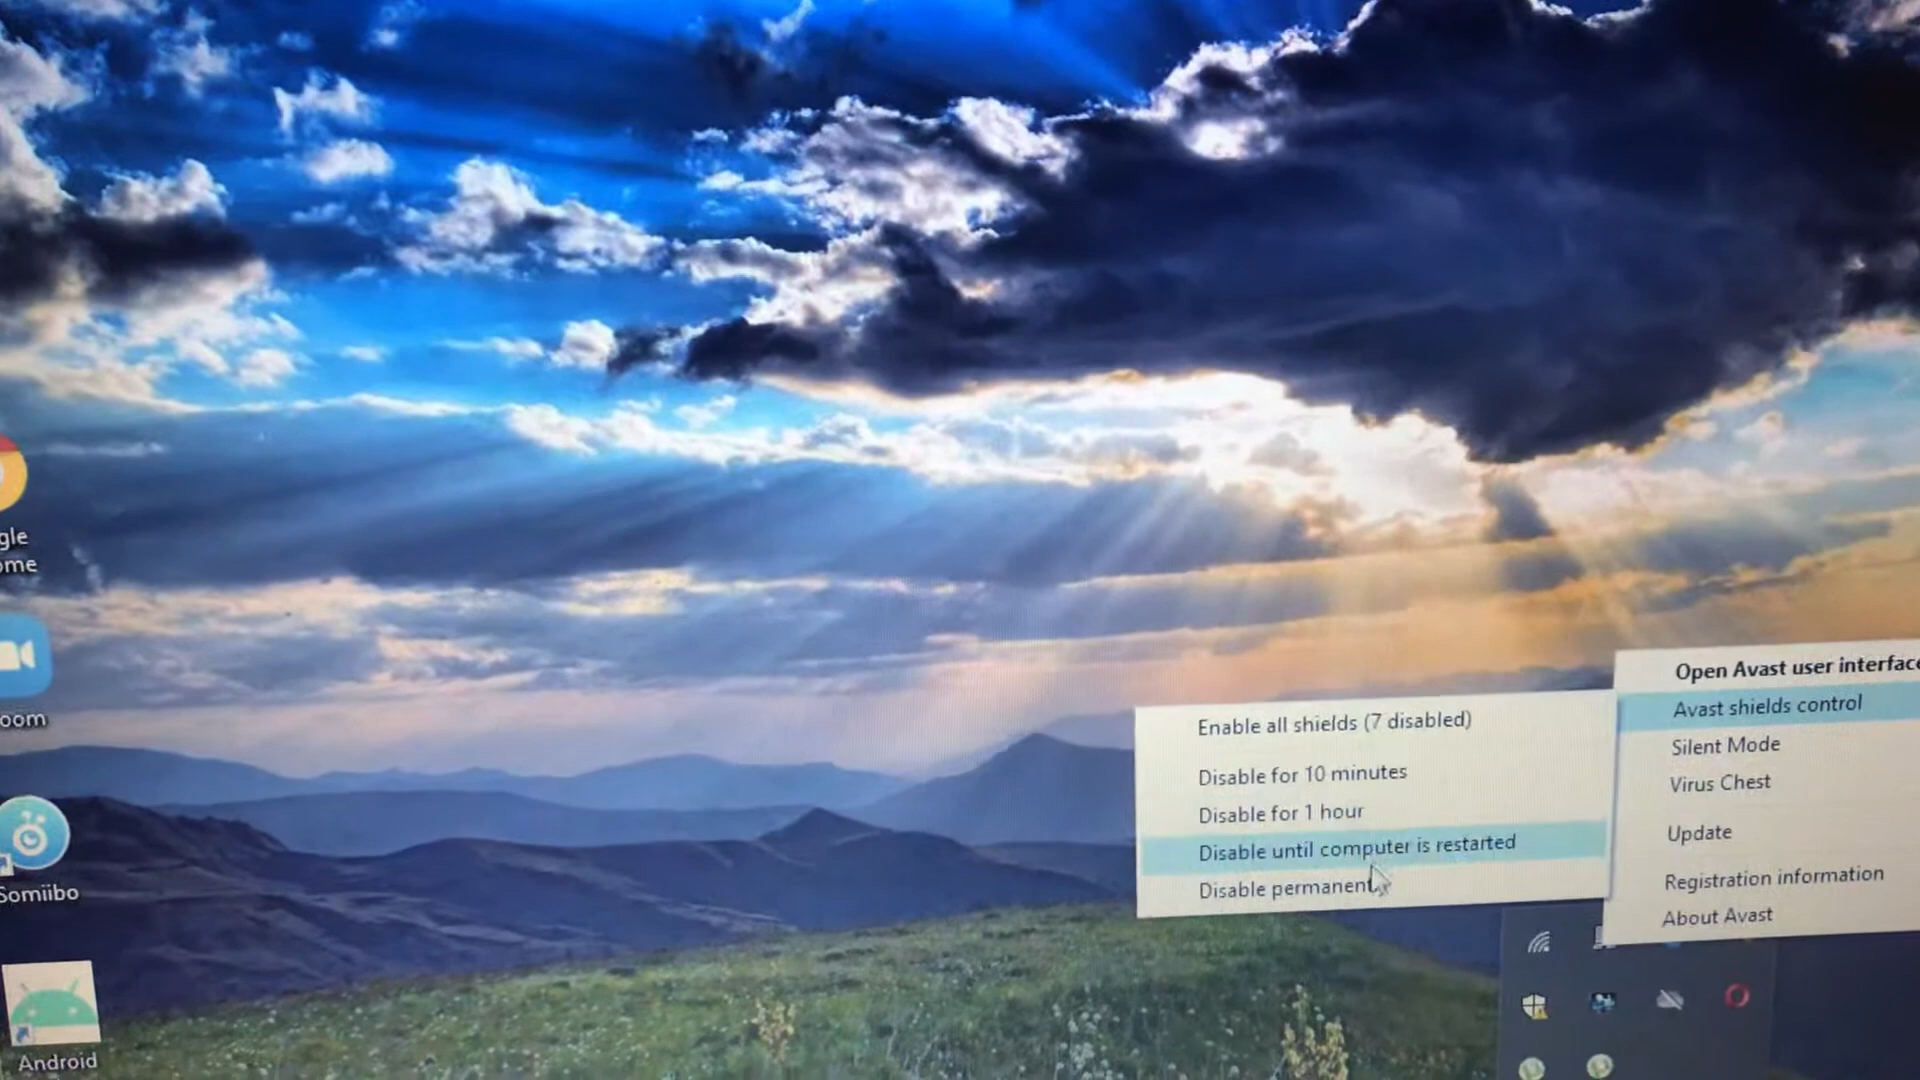 gle
ome
oom
Somiibo
Android
Enable all shields (7 disabled)
Disable for 10 minutes
Disable for 1 hour
Disable until computer is restarted
Disable permanent
Open Avast user interface
Avast shields control
Silent Mode
Virus Chest
Update
Registration information
About Avast